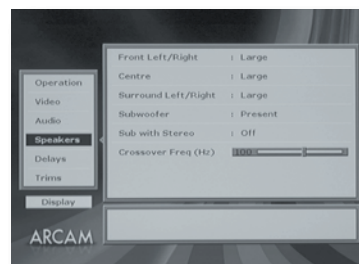 Operation
Video
Audio
Speakers
Delays
Trims
Display
Front Left/Right : Large
Centre : Large
Surround Left/Right : Large
Subwoofer : Present
Sub with Stereo : Off
Crossover Freq (Hz) 100
ARCAM